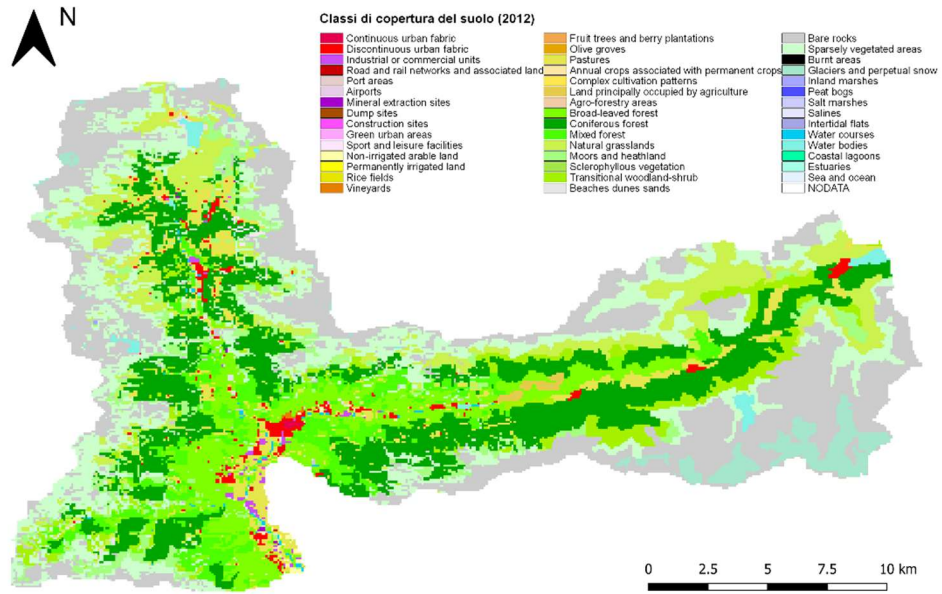 N
Classi di copertura del suolo (2012)
Continuous urban fabric
Discontinuous urban fabric
Industrial or commercial units
Road and rail networks and associated land
Port areas
Airports
Mineral extraction sites
Dump sites
Construction sites
Green urban areas
Sport and leisure facilities
Non-irrigated arable land
Permanently irrigated land
Rice fields
Vineyards
Fruit trees and berry plantations
Olive groves
Pastures
Annual crops associated with permanent crops
Complex cultivation patterns
Land principally occupied by agriculture
Agro-forestry areas
Broad-leaved forest
Coniferous forest
Mixed forest
Natural grasslands
Moors and heathland
Sclerophyllous vegetation
Transitional woodland-shrub
Beaches dunes sands
Bare rocks
Sparsely vegetated areas
Burnt areas
Glaciers and perpetual snow
Inland marshes
Peat bogs
Salt marshes
Salines
Intertidal flats
Water courses
Water bodies
Coastal lagoons
Estuaries
Sea and ocean
NODATA
0 2.5 5 7.5 10 km